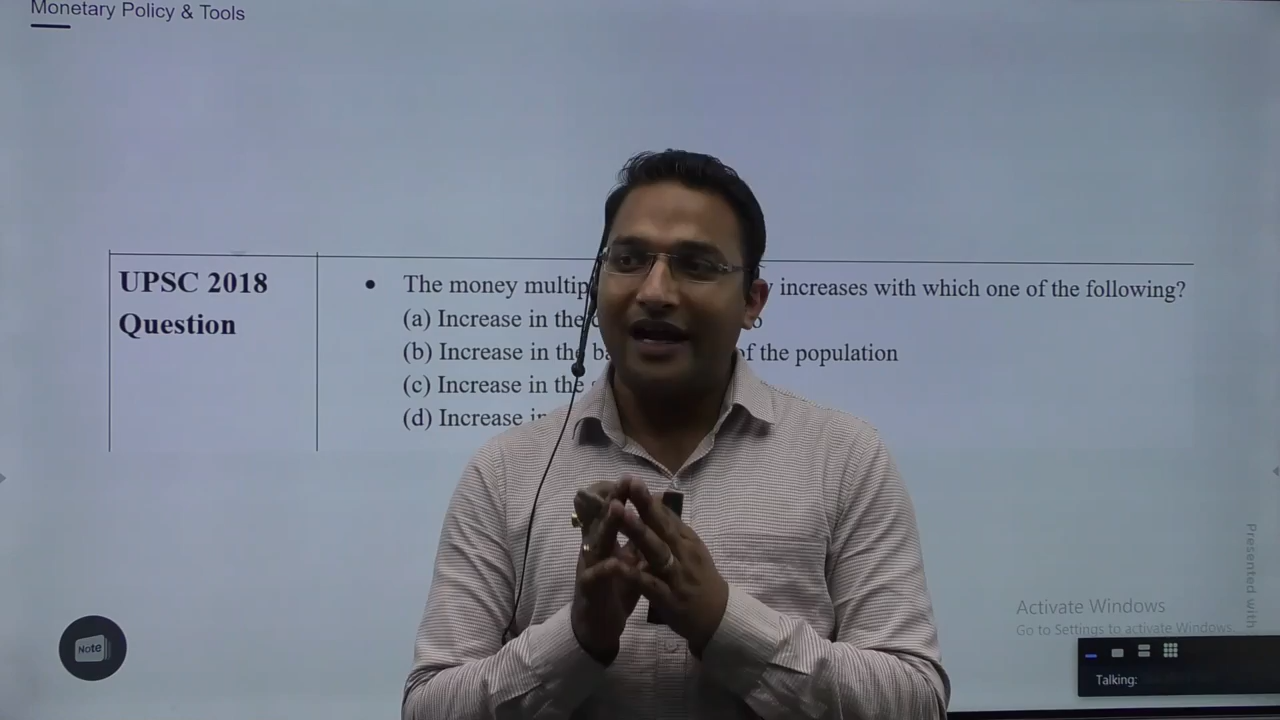 Monetary Policy & Tools
UPSC 2018
Question
• The money multip increases with which one of the following?
(a) Increase in the
(b) Increase in the ba of the population
(c) Increase in the
(d) Increase in
Note
Activate Windows
Go to Settings to activate Windows.
Presented with
Talking: